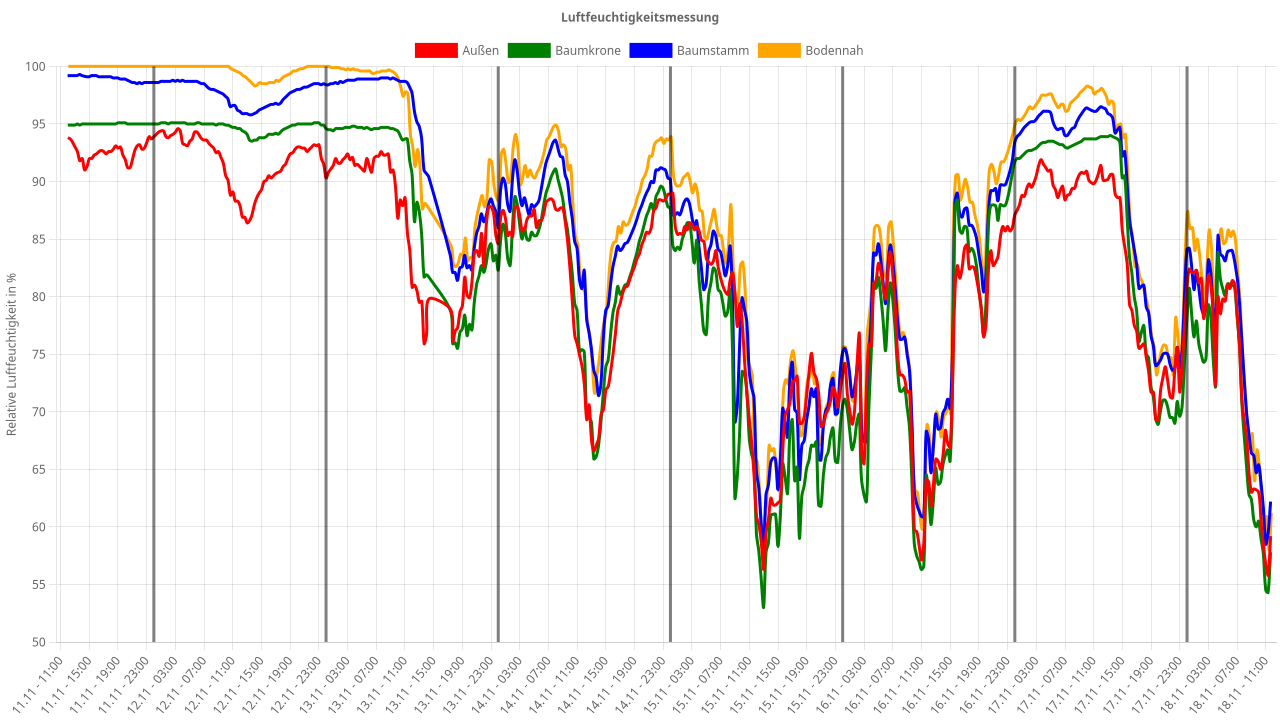 Luftfeuchtigkeitsmessung
Außen Baumkrone Baumstamm Bodennah
Relative Luftfeuchtigkeit in %
100
95
90
85
80
75
70
65
60
55
50
11.11 - 11:00
11.11 - 15:00
11.11 - 19:00
11.11 - 23:00
12.11 - 03:00
12.11 - 07:00
12.11 - 11:00
12.11 - 15:00
12.11 - 19:00
12.11 - 23:00
13.11 - 03:00
13.11 - 07:00
13.11 - 11:00
13.11 - 15:00
13.11 - 19:00
13.11 - 23:00
14.11 - 03:00
14.11 - 07:00
14.11 - 11:00
14.11 - 15:00
14.11 - 19:00
14.11 - 23:00
15.11 - 03:00
15.11 - 07:00
15.11 - 11:00
15.11 - 15:00
15.11 - 19:00
15.11 - 23:00
16.11 - 03:00
16.11 - 07:00
16.11 - 11:00
16.11 - 15:00
16.11 - 19:00
16.11 - 23:00
17.11 - 03:00
17.11 - 07:00
17.11 - 11:00
17.11 - 15:00
17.11 - 19:00
17.11 - 23:00
18.11 - 03:00
18.11 - 07:00
18.11 - 11:00